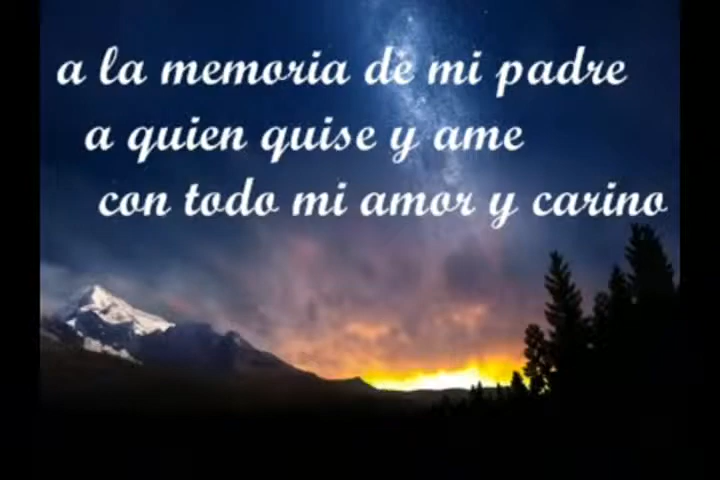 a la memoria de mi padre
a quien quise y ame
con todo mi amor y carino